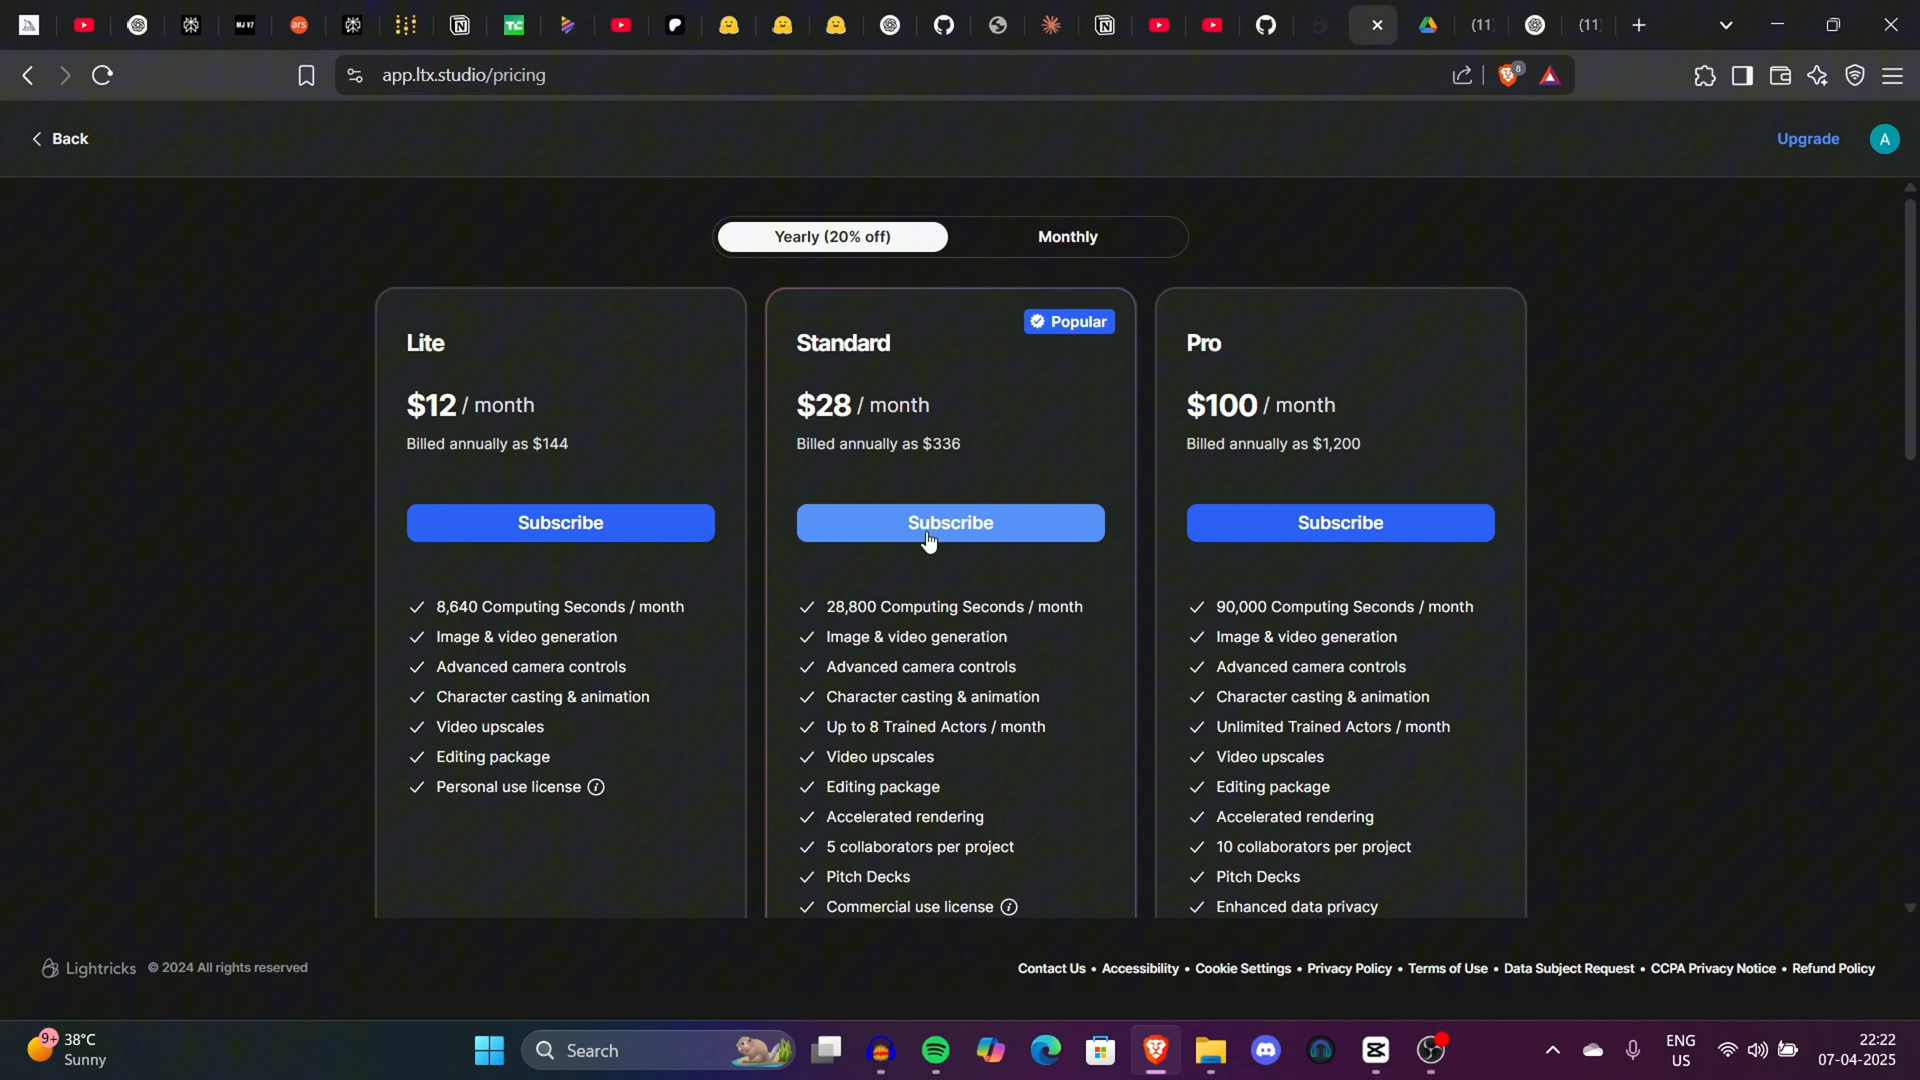 MJ V7
ars
TC
(11
(11
app.ltx.studio/pricing
8
Back
Upgrade
A
Yearly (20% off)
Monthly
Lite
$12 / month
Billed annually as $144
Subscribe
8,640 Computing Seconds / month
Image & video generation
Advanced camera controls
Character casting & animation
Video upscales
Editing package
Personal use license
Popular
Standard
$28 / month
Billed annually as $336
Subscribe
28,800 Computing Seconds / month
Image & video generation
Advanced camera controls
Character casting & animation
Up to 8 Trained Actors / month
Video upscales
Editing package
Accelerated rendering
5 collaborators per project
Pitch Decks
Commercial use license
Pro
$100 / month
Billed annually as $1,200
Subscribe
90,000 Computing Seconds / month
Image & video generation
Advanced camera controls
Character casting & animation
Unlimited Trained Actors / month
Video upscales
Editing package
Accelerated rendering
10 collaborators per project
Pitch Decks
Enhanced data privacy
Lightricks © 2024 All rights reserved
Contact Us • Accessibility • Cookie Settings • Privacy Policy • Terms of Use • Data Subject Request • CCPA Privacy Notice • Refund Policy
9+
38°C
Sunny
Search
ENG
US
22:22
07-04-2025